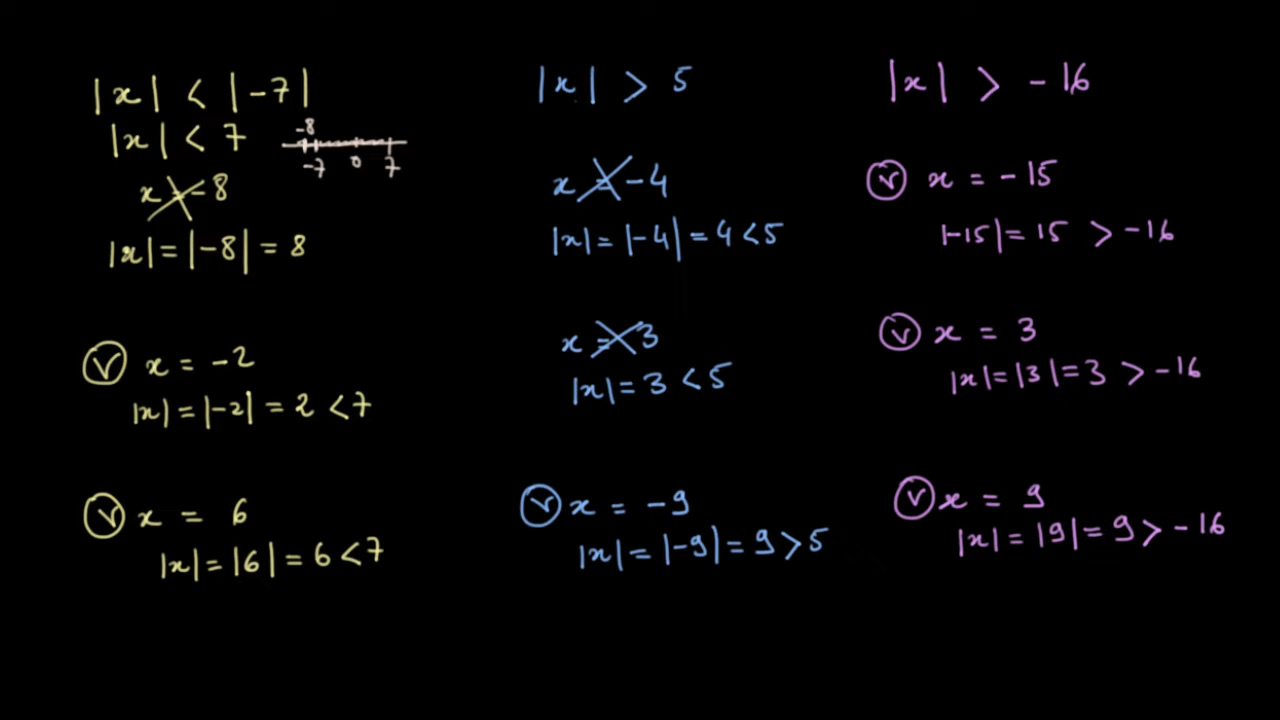 |x| < |-7|
|x| < 7
-8
-7 0 7
x = -8
|x| = |-8| = 8
V x = -2
|x| = |-2| = 2 < 7
V x = 6
|x| = |6| = 6 < 7
|x| > 5
x = -4
|x| = |-4| = 4 < 5
x = 3
|x| = 3 < 5
V x = -9
|x| = |-9| = 9 > 5
|x| > -16
V x = -15
|-15| = 15 > -16
V x = 3
|x| = |3| = 3 > -16
V x = 9
|x| = |9| = 9 > -16